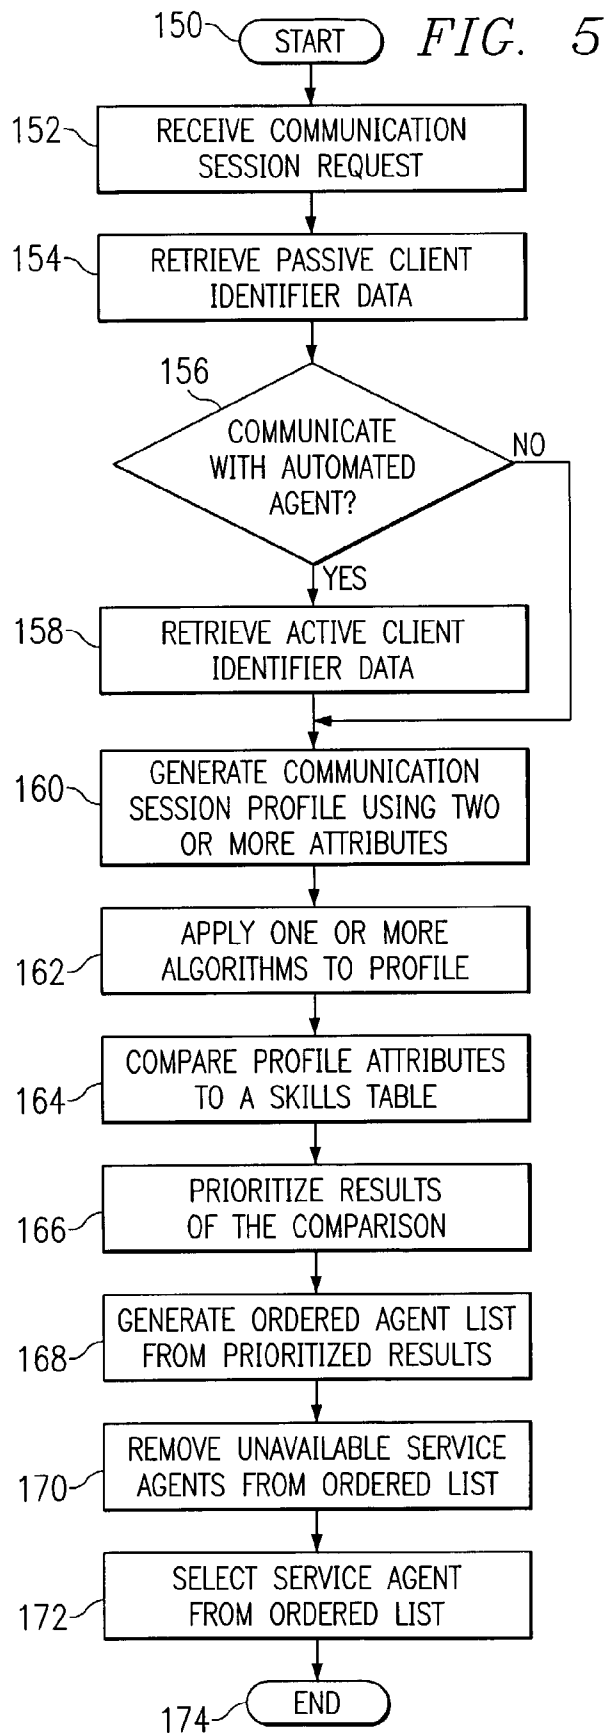 150
START
FIG. 5
152
RECEIVE COMMUNICATION
SESSION REQUEST
154
RETRIEVE PASSIVE CLIENT
IDENTIFIER DATA
156
COMMUNICATE
WITH AUTOMATED
AGENT?
NO
YES
158
RETRIEVE ACTIVE CLIENT
IDENTIFIER DATA
160
GENERATE COMMUNICATION
SESSION PROFILE USING TWO
OR MORE ATTRIBUTES
162
APPLY ONE OR MORE
ALGORITHMS TO PROFILE
164
COMPARE PROFILE ATTRIBUTES
TO A SKILLS TABLE
166
PRIORITIZE RESULTS
OF THE COMPARISON
168
GENERATE ORDERED AGENT LIST
FROM PRIORITIZED RESULTS
170
REMOVE UNAVAILABLE SERVICE
AGENTS FROM ORDERED LIST
172
SELECT SERVICE AGENT
FROM ORDERED LIST
174
END